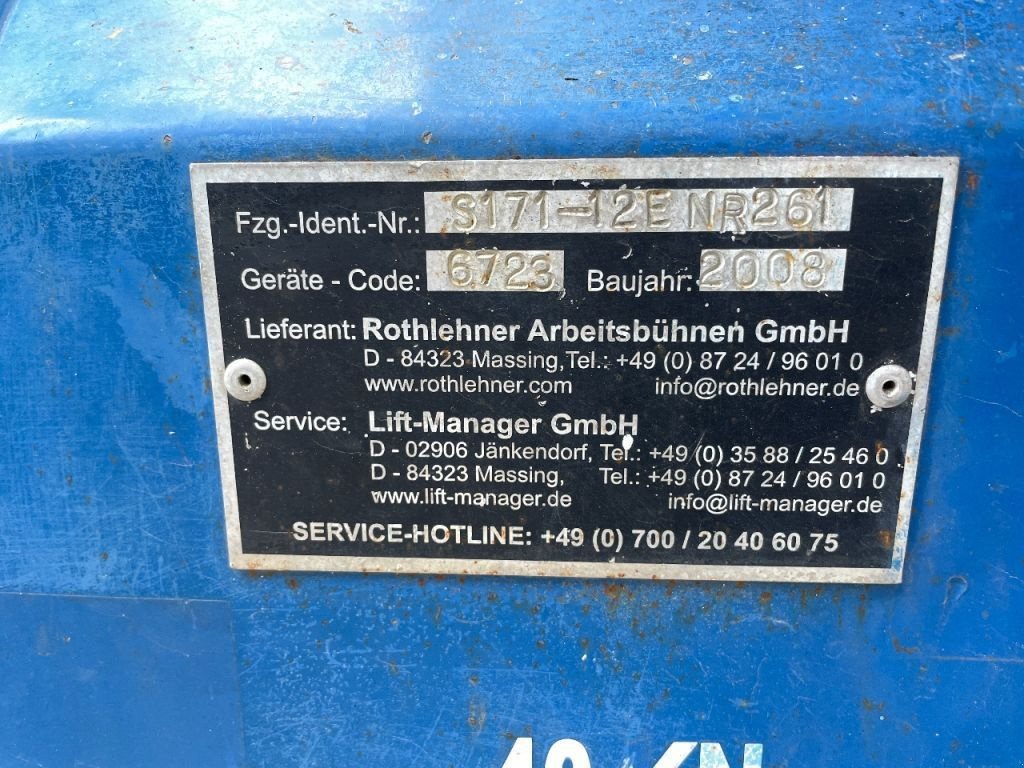 Fzg.-Ident.-Nr.: S171-12E NR261
Geräte - Code: 6723 Baujahr: 2008
Lieferant: Rothlehner Arbeitsbühnen GmbH
D - 84323 Massing, Tel.: +49 (0) 87 24 / 96 01 0
www.rothlehner.com info@rothlehner.de
Service: Lift-Manager GmbH
D - 02906 Jänkendorf, Tel.: +49 (0) 35 88 / 25 46 0
D - 84323 Massing, Tel.: +49 (0) 87 24 / 96 01 0
www.lift-manager.de info@lift-manager.de
SERVICE-HOTLINE: +49 (0) 700 / 20 40 60 75